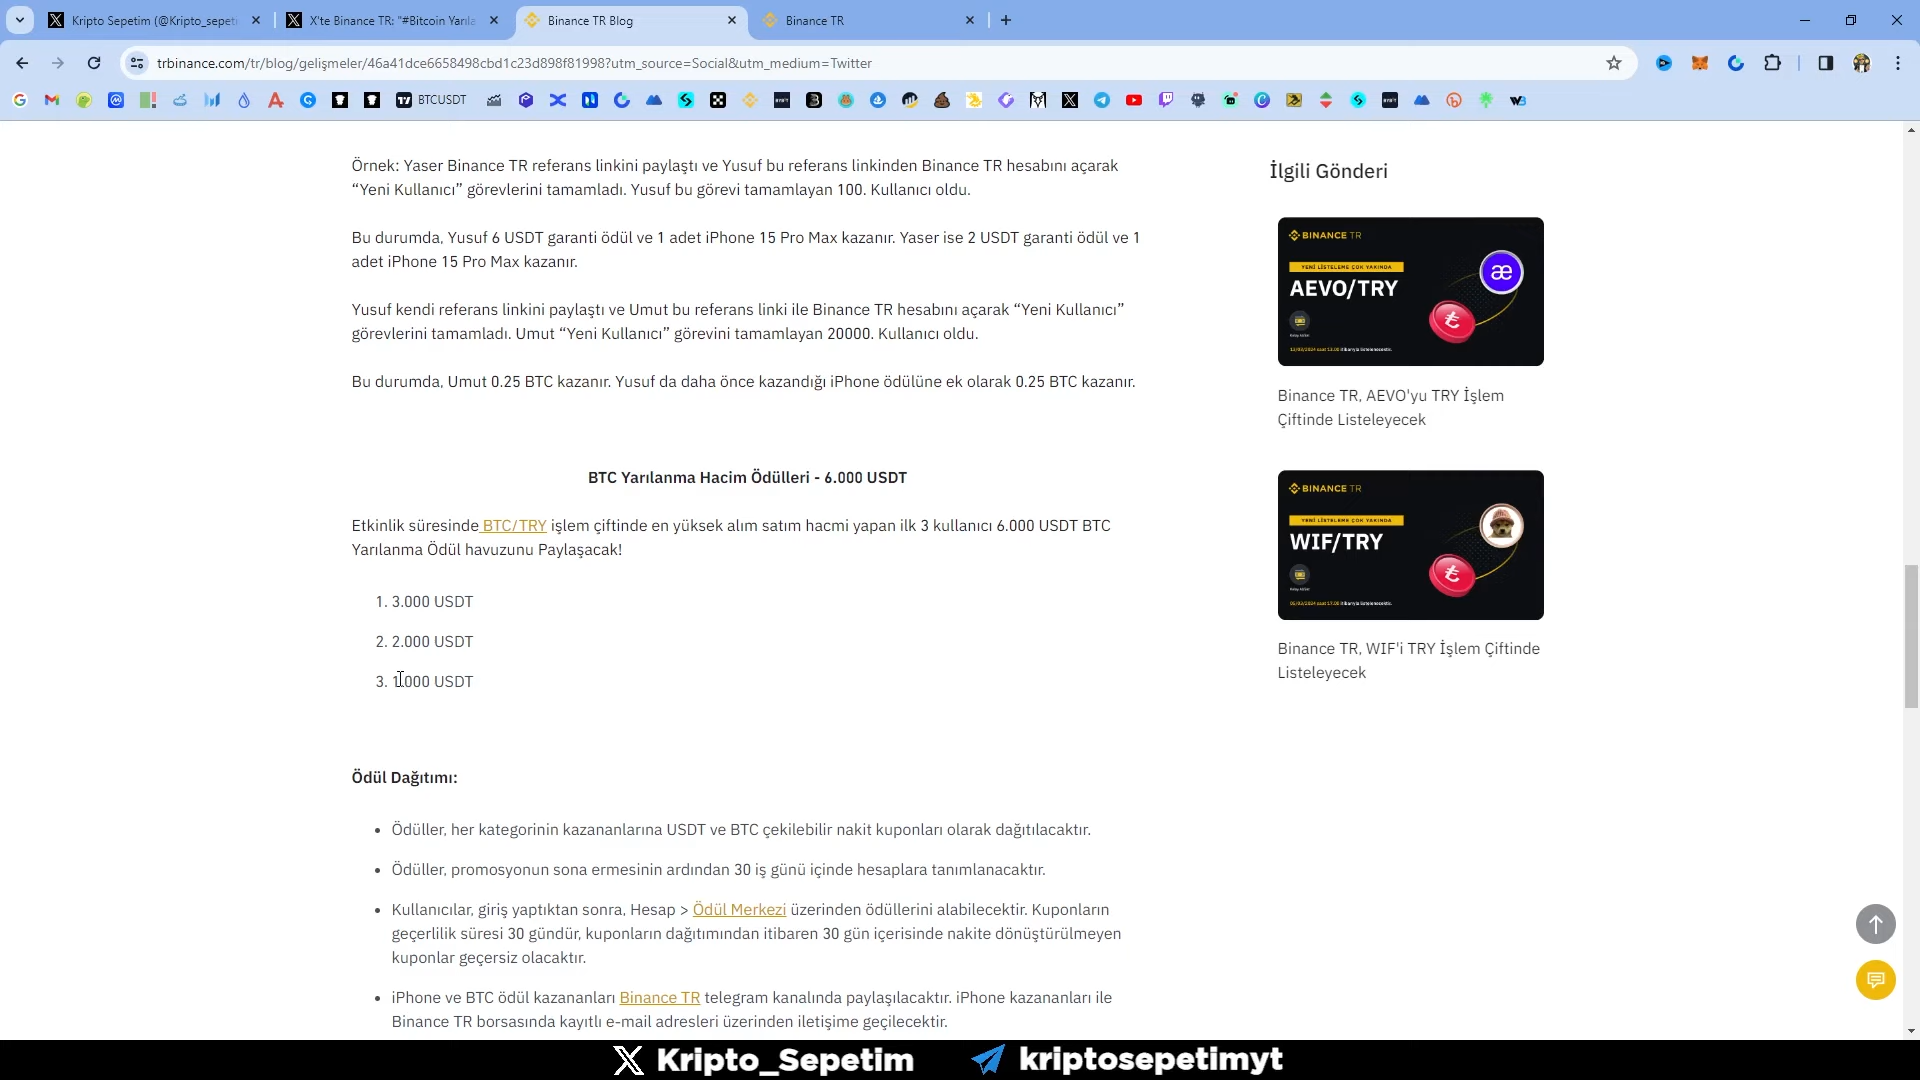 Kripto Sepetim (@Kripto_sepeti
X'te Binance TR: "#Bitcoin Yarıla
Binance TR Blog
Binance TR
trbinance.com/tr/blog/gelişmeler/46a41dce6658498cbd1c23d898f81998?utm_source=Social&utm_medium=Twitter
BTCUSDT
Örnek: Yaser Binance TR referans linkini paylaştı ve Yusuf bu referans linkinden Binance TR hesabını açarak
“Yeni Kullanıcı” görevlerini tamamladı. Yusuf bu görevi tamamlayan 100. Kullanıcı oldu.
Bu durumda, Yusuf 6 USDT garanti ödül ve 1 adet iPhone 15 Pro Max kazanır. Yaser ise 2 USDT garanti ödül ve 1
adet iPhone 15 Pro Max kazanır.
Yusuf kendi referans linkini paylaştı ve Umut bu referans linki ile Binance TR hesabını açarak “Yeni Kullanıcı”
görevlerini tamamladı. Umut “Yeni Kullanıcı” görevini tamamlayan 20000. Kullanıcı oldu.
Bu durumda, Umut 0.25 BTC kazanır. Yusuf da daha önce kazandığı iPhone ödülüne ek olarak 0.25 BTC kazanır.
BTC Yarılanma Hacim Ödülleri - 6.000 USDT
Etkinlik süresinde BTC/TRY işlem çiftinde en yüksek alım satım hacmi yapan ilk 3 kullanıcı 6.000 USDT BTC
Yarılanma Ödül havuzunu Paylaşacak!
1. 3.000 USDT
2. 2.000 USDT
3. 1.000 USDT
Ödül Dağıtımı:
• Ödüller, her kategorinin kazananlarına USDT ve BTC çekilebilir nakit kuponları olarak dağıtılacaktır.
• Ödüller, promosyonun sona ermesinin ardından 30 iş günü içinde hesaplara tanımlanacaktır.
• Kullanıcılar, giriş yaptıktan sonra, Hesap > Ödül Merkezi üzerinden ödüllerini alabilecektir. Kuponların
geçerlilik süresi 30 gündür, kuponların dağıtımından itibaren 30 gün içerisinde nakite dönüştürülmeyen
kuponlar geçersiz olacaktır.
• iPhone ve BTC ödül kazananları Binance TR telegram kanalında paylaşılacaktır. iPhone kazananları ile
Binance TR borsasında kayıtlı e-mail adresleri üzerinden iletişime geçilecektir.
İlgili Gönderi
BINANCE TR
YENİ LİSTELEME ÇOK YAKINDA
AEVO/TRY
Binance TR, AEVO'yu TRY İşlem
Çiftinde Listeleyecek
BINANCE TR
YENİ LİSTELEME ÇOK YAKINDA
WIF/TRY
Binance TR, WIF'i TRY İşlem Çiftinde
Listeleyecek
Kripto_Sepetim
kriptosepetimyt